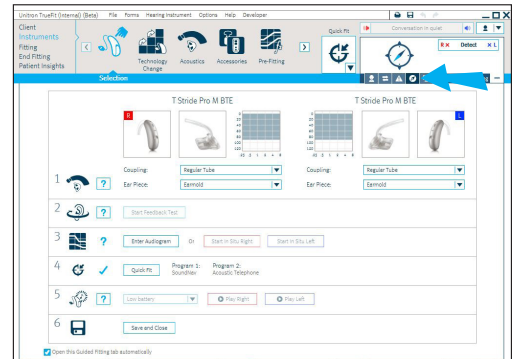 Unitron TrueFit (Internal) (Beta) File Forms Hearing Instrument Options Help Developer
Client
Instruments
Fitting
End Fitting
Patient Insights
Technology Change
Acoustics
Accessories
Pre-Fitting
Quick Fit
Conversation in quiet
R X Detect X L
Selection
T Stride Pro M BTE
T Stride Pro M BTE
R
L
Coupling: Regular Tube
Coupling: Regular Tube
Ear Piece: Earmold
Ear Piece: Earmold
1 ?
2 ? Start Feedback Test
3 ? Enter Audiogram Or Start In Situ Right Start In Situ Left
4 Quick Fit Program 1: Program 2:
SoundNav Acoustic Telephone
5 ? Low battery Play Right Play Left
6 Save and Close
Open this Guided Fitting tab automatically